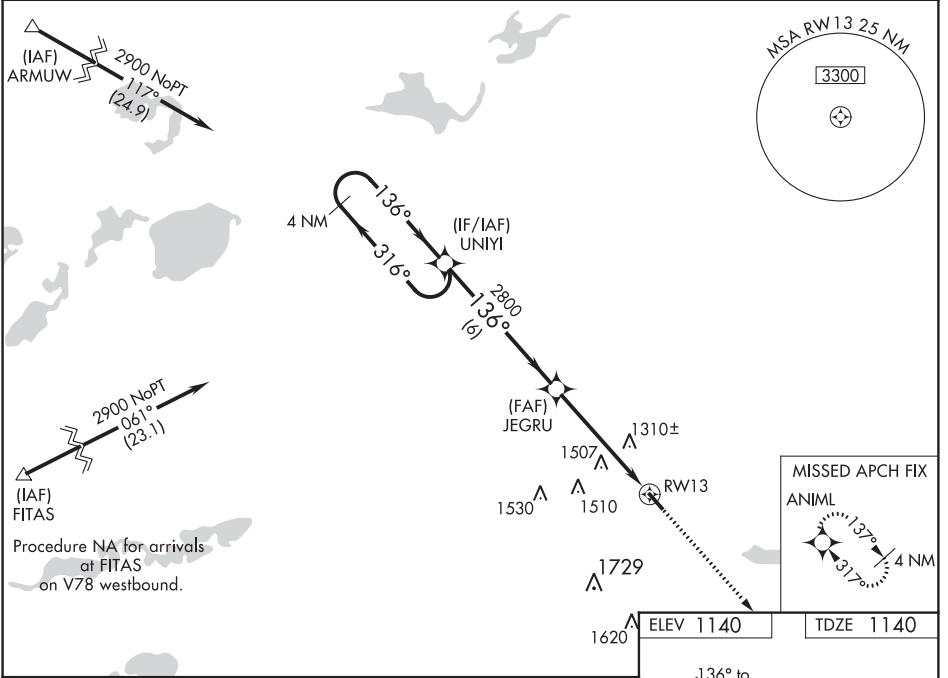 (IAF)
ARMUW
2900 NoPT
117°
(24.9)
MSA RW13 25 NM
3300
4 NM
136°
316°
(IF/IAF)
UNIYI
2800
136°
(6)
(FAF)
JEGRU
2900 NoPT
061°
(23.1)
(IAF)
FITAS
Procedure NA for arrivals
at FITAS
on V78 westbound.
1310±
1507
1530
1510
RW13
1729
1620
MISSED APCH FIX
ANIML
137°
317°
4 NM
ELEV 1140
TDZE 1140
136° to